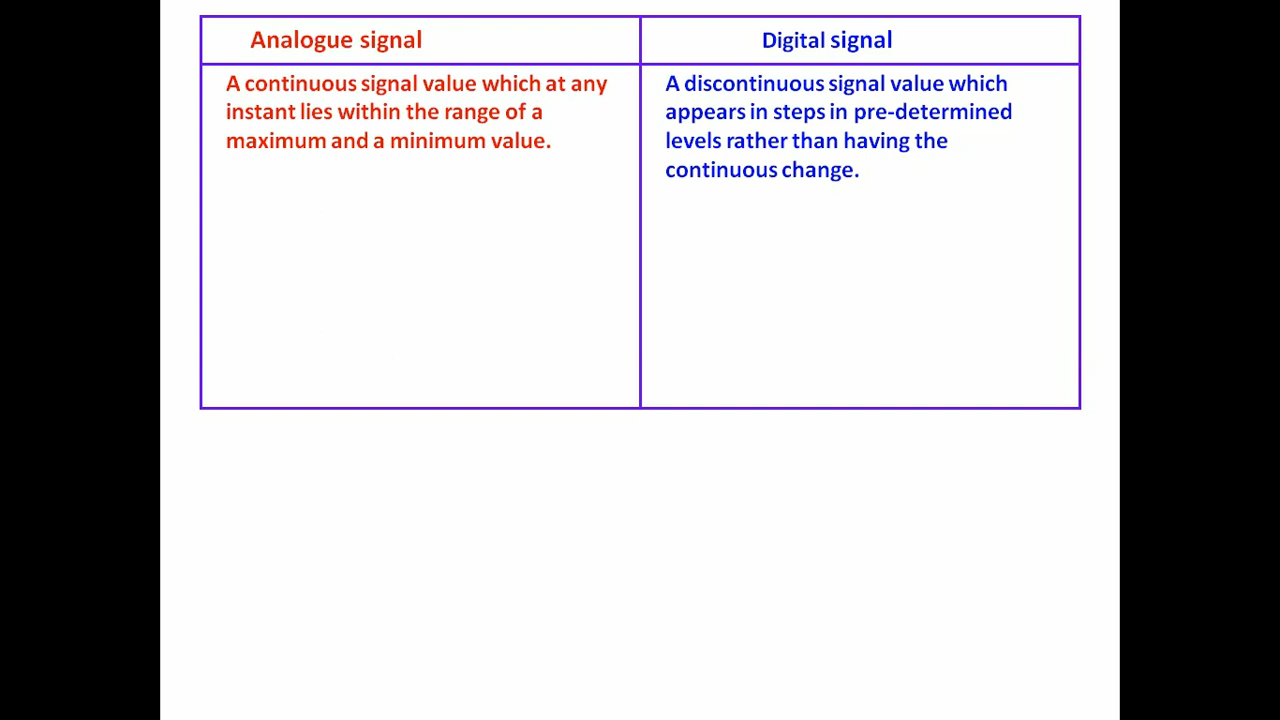 Analogue signal
Digital signal
A continuous signal value which at any
instant lies within the range of a
maximum and a minimum value.
A discontinuous signal value which
appears in steps in pre-determined
levels rather than having the
continuous change.